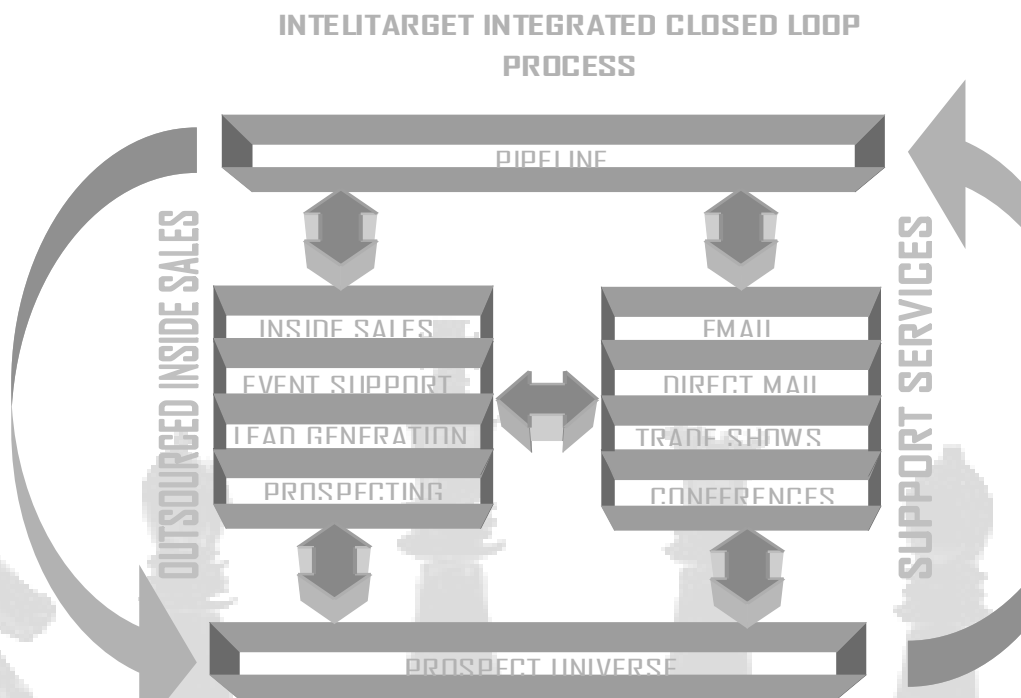 INTELITARGET INTEGRATED CLOSED LOOP
PROCESS
PIPELINE
OUTSOURCED INSIDE SALES
INSIDE SALES
EVENT SUPPORT
LEAD GENERATION
PROSPECTING
EMAIL
DIRECT MAIL
TRADE SHOWS
CONFERENCES
SUPPORT SERVICES
PROSPECT UNIVERSE